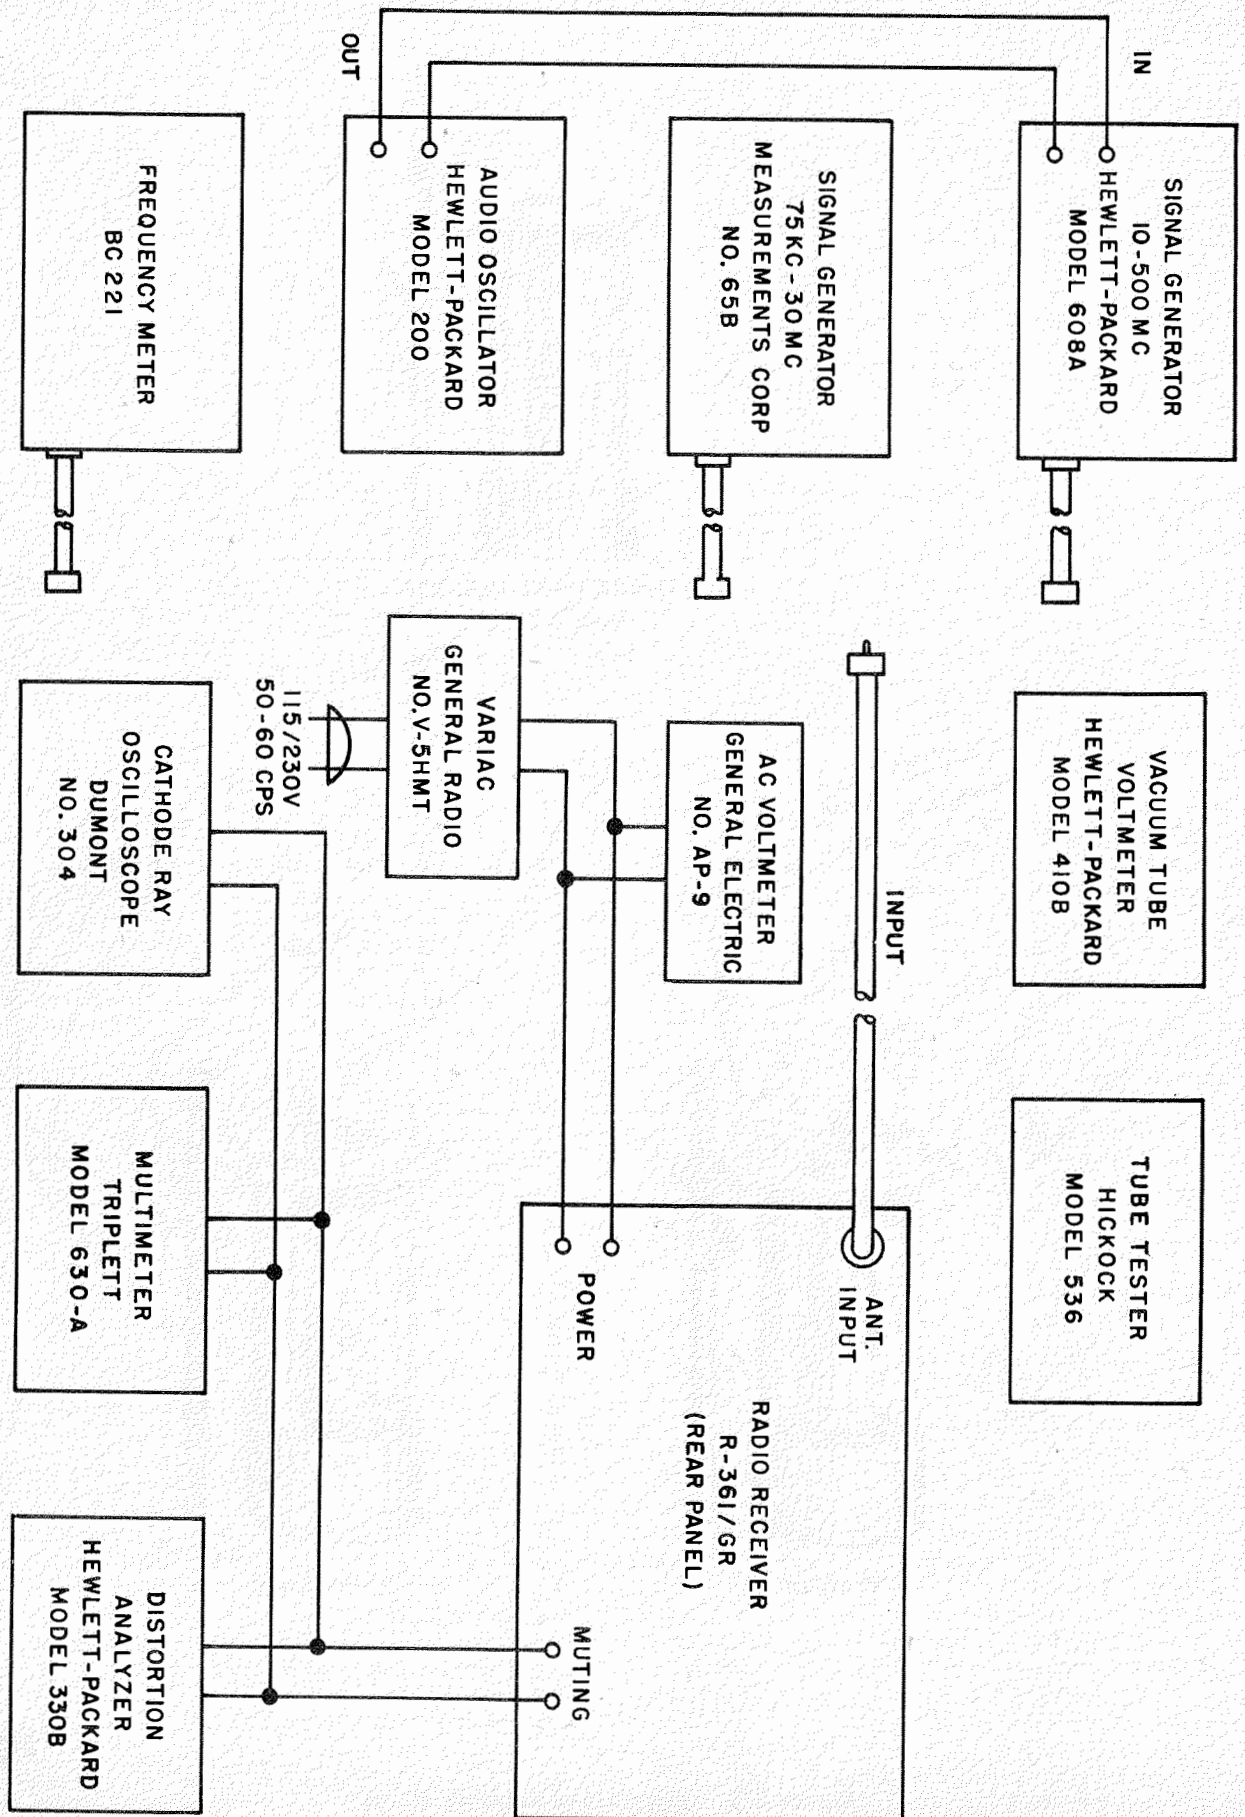 IN
SIGNAL GENERATOR
10-500 MC
HEWLETT-PACKARD
MODEL 608A
VACUUM TUBE
VOLTMETER
HEWLETT-PACKARD
MODEL 410B
TUBE TESTER
HICKOCK
MODEL 536
SIGNAL GENERATOR
75KC-30MC
MEASUREMENTS CORP
NO. 65B
INPUT
ANT.
INPUT
AC VOLTMETER
GENERAL ELECTRIC
NO. AP-9
RADIO RECEIVER
R-361/GR
(REAR PANEL)
OUT
AUDIO OSCILLATOR
HEWLETT-PACKARD
MODEL 200
VARIAC
GENERAL RADIO
NO.V-5HMT
POWER
MUTING
115/230V
50-60 CPS
FREQUENCY METER
BC 221
CATHODE RAY
OSCILLOSCOPE
DUMONT
NO. 304
MULTIMETER
TRIPLETT
MODEL 630-A
DISTORTION
ANALYZER
HEWLETT-PACKARD
MODEL 330B